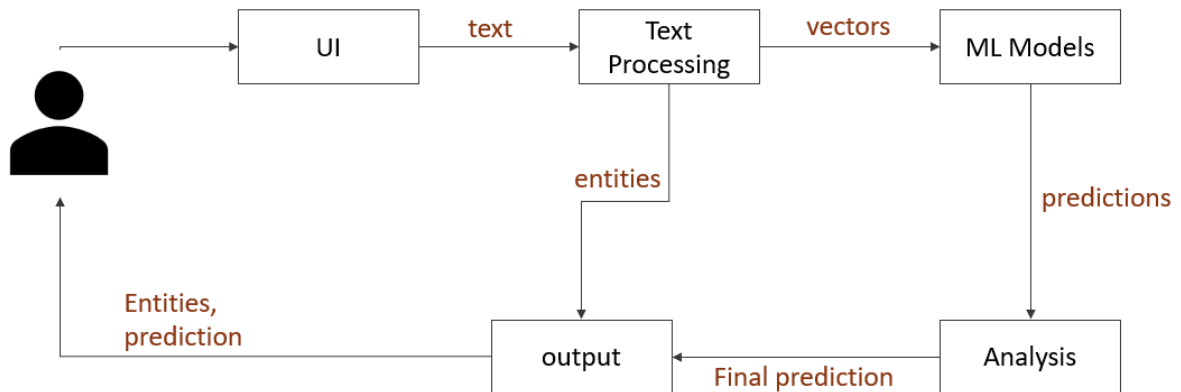 UI
text
Text
Processing
vectors
ML Models
entities
predictions
Entities,
prediction
output
Final prediction
Analysis